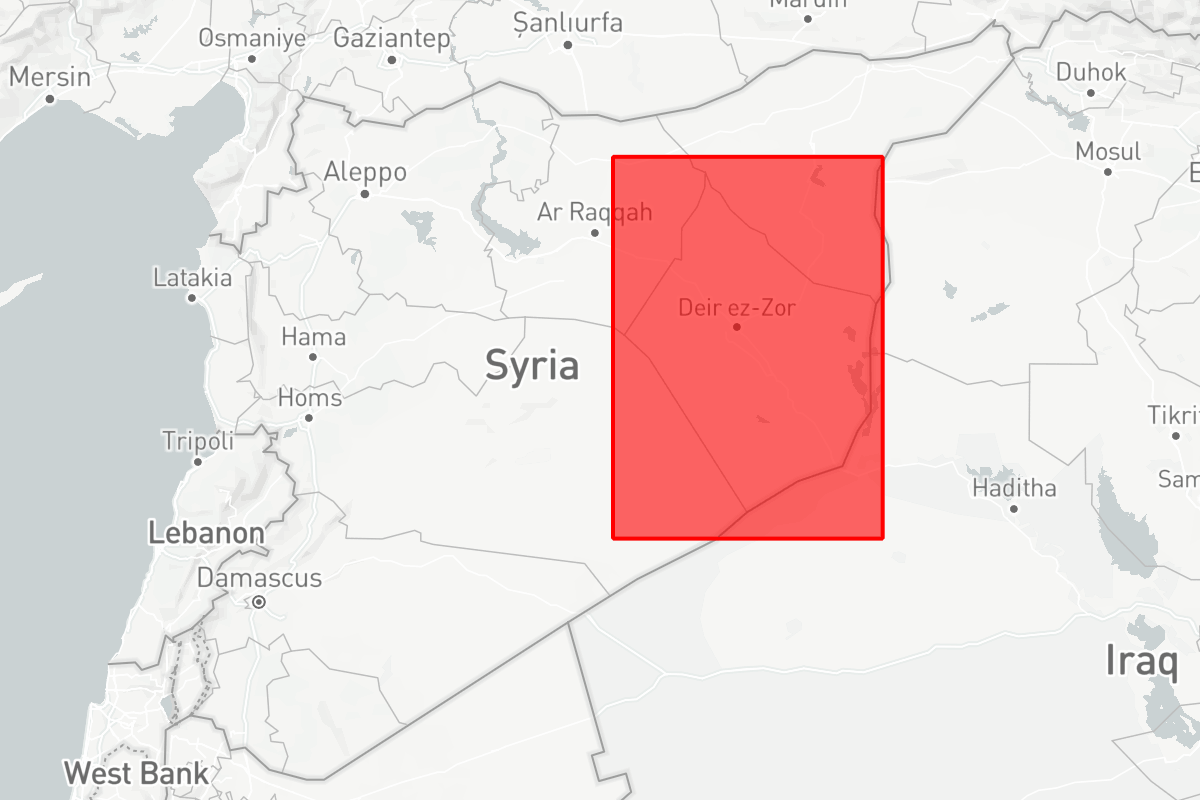 Mardin
Şanlıurfa
Osmaniye
Gaziantep
Mersin
Duhok
Mosul
Aleppo
E
Ar Raqqah
Latakia
Deir ez-Zor
Hama
Syria
Homs
Tikrit
Tripoli
Sam
Haditha
Lebanon
Damascus
Iraq
West Bank